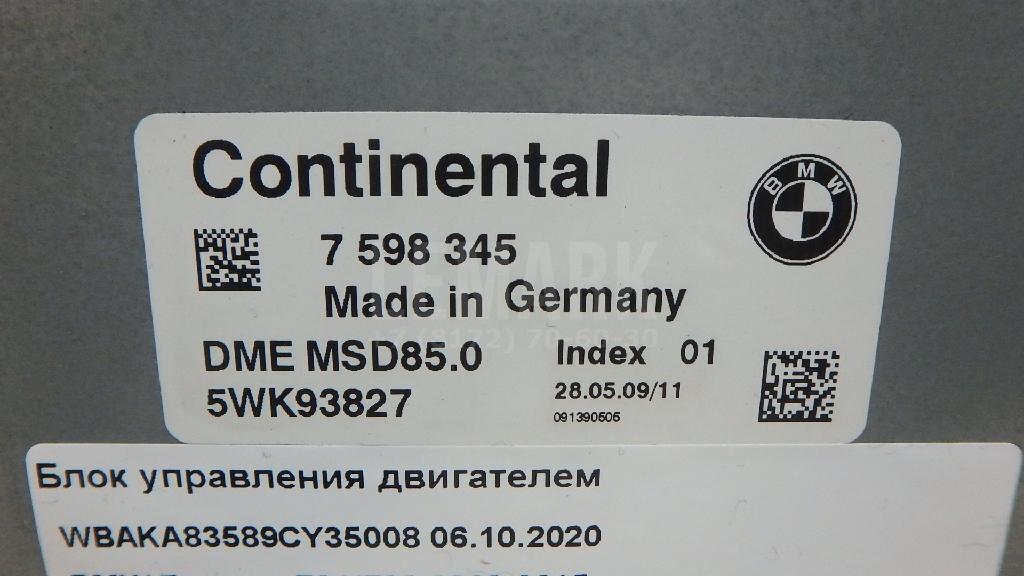 Continental
BMW
7 598 345
Made in Germany
DME MSD85.0
Index 01
5WK93827
28.05.09/11
091390505
Блок управления двигателем
WBAKA83589CY35008 06.10.2020